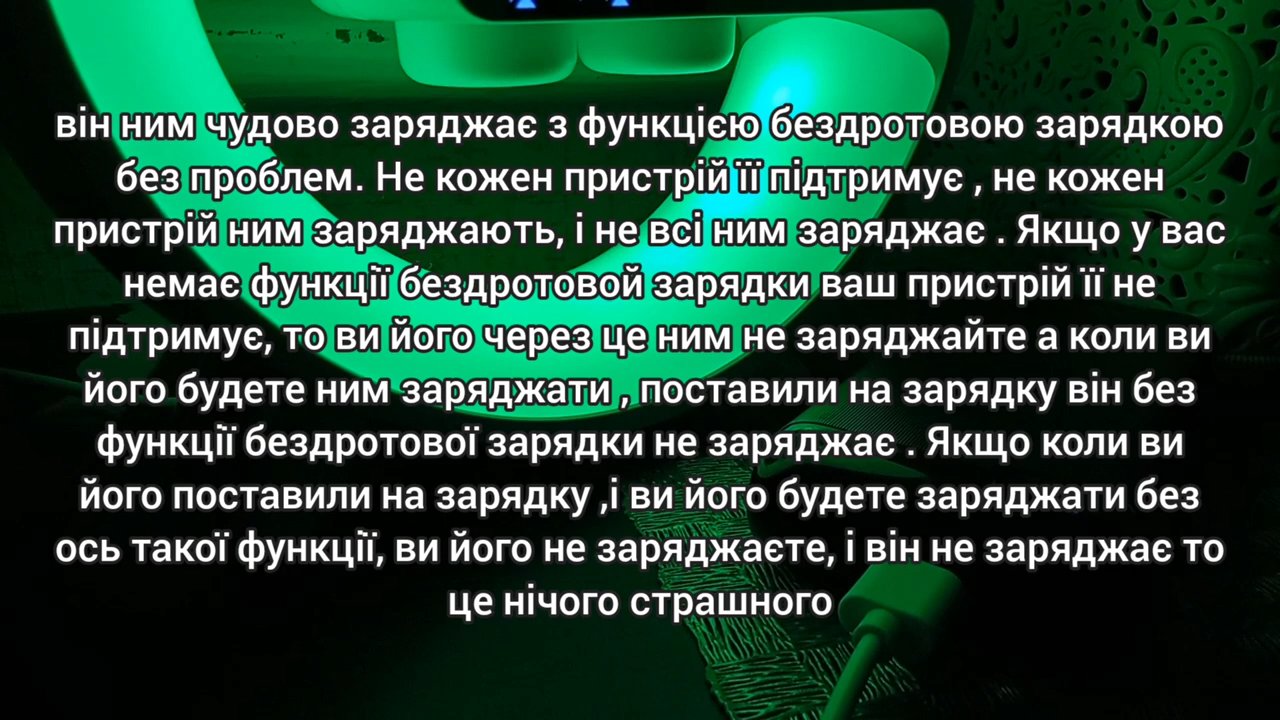 він ним чудово заряджає з функцією бездротовою зарядкою
без проблем. Не кожен пристрій її підтримує , не кожен
пристрій ним заряджають, і не всі ним заряджає . Якщо у вас
немає функції бездротовой зарядки ваш пристрій її не
підтримує, то ви його через це ним не заряджайте а коли ви
його будете ним заряджати , поставили на зарядку він без
функції бездротової зарядки не заряджає . Якщо коли ви
його поставили на зарядку ,і ви його будете заряджати без
ось такої функції, ви його не заряджаєте, і він не заряджає то
це нічого страшного